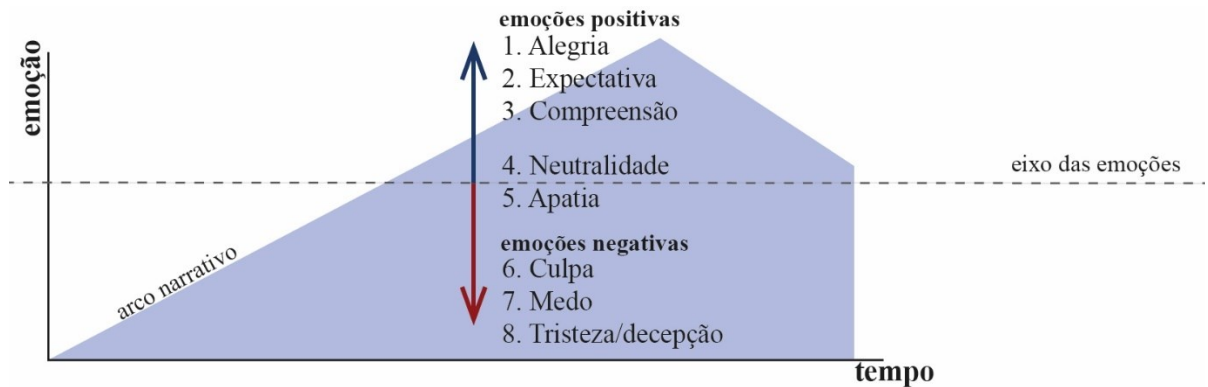 emoções positivas
1. Alegria
2. Expectativa
3. Compreensão
4. Neutralidade
5. Apatia
emoções negativas
6. Culpa
7. Medo
8. Tristeza/decepção
emoção
arco narrativo
eixo das emoções
tempo